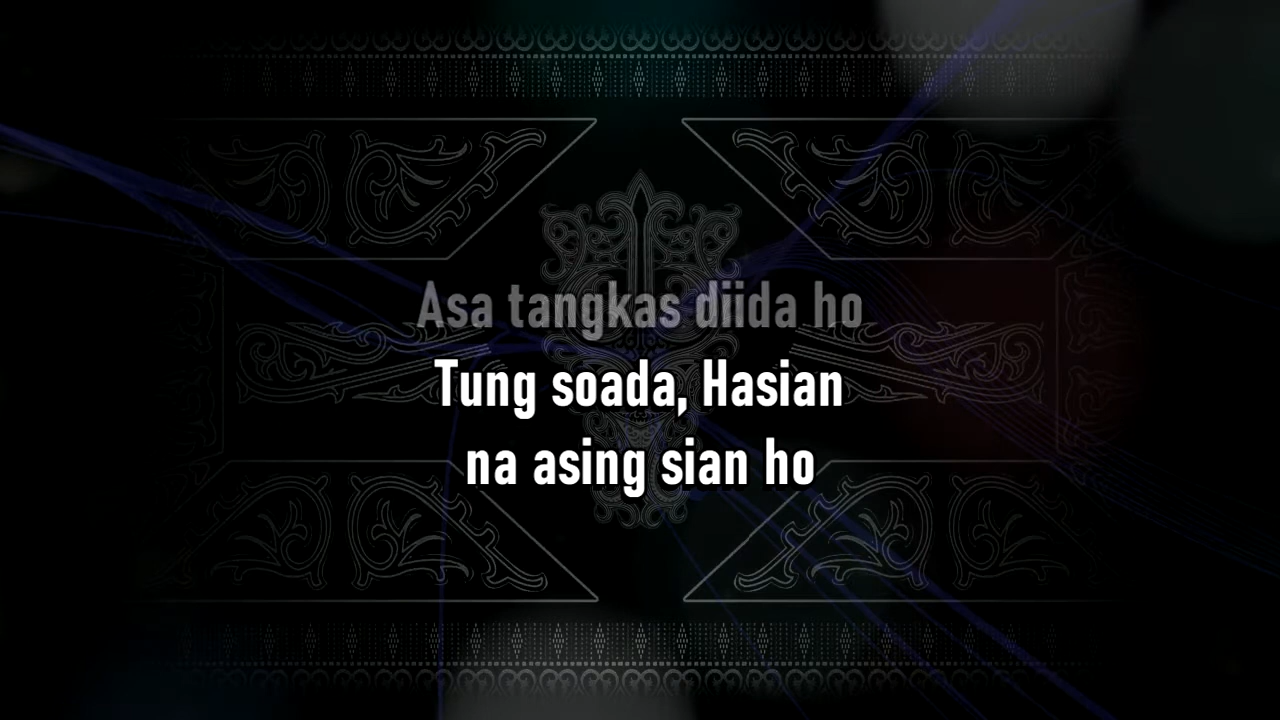 Asa tangkas diida ho
Tung soada, Hasian
na asing sian ho